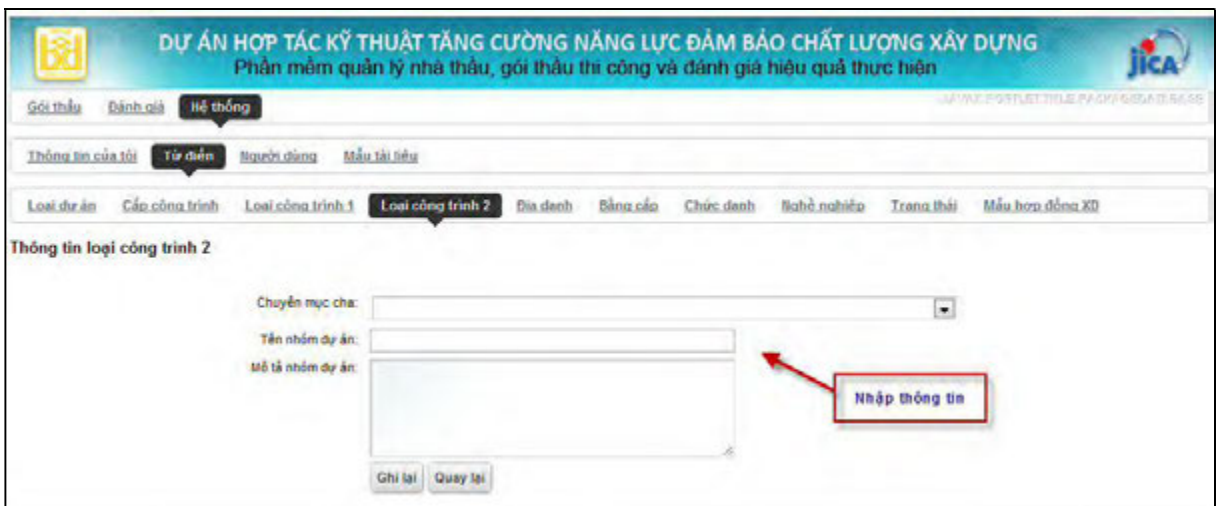 DỰ ÁN HỢP TÁC KỸ THUẬT TĂNG CƯỜNG NĂNG LỰC ĐẢM BẢO CHẤT LƯỢNG XÂY DỰNG
Phần mềm quản lý nhà thầu, gói thầu thi công và đánh giá hiệu quả thực hiện
jica
Gói thầu Đánh giá Hệ thống
Thông tin của tôi Từ điển Người dùng Mẫu tài liệu
Loại dự án Cấp công trình Loại công trình 1 Loại công trình 2 Địa danh Bằng cấp Chức danh Nghề nghiệp Trạng thái Mẫu hợp đồng XD
Thông tin loại công trình 2
Chuyên mục cha:
Tên nhóm dự án:
Mô tả nhóm dự án:
Nhập thông tin
Ghi lại Quay lại